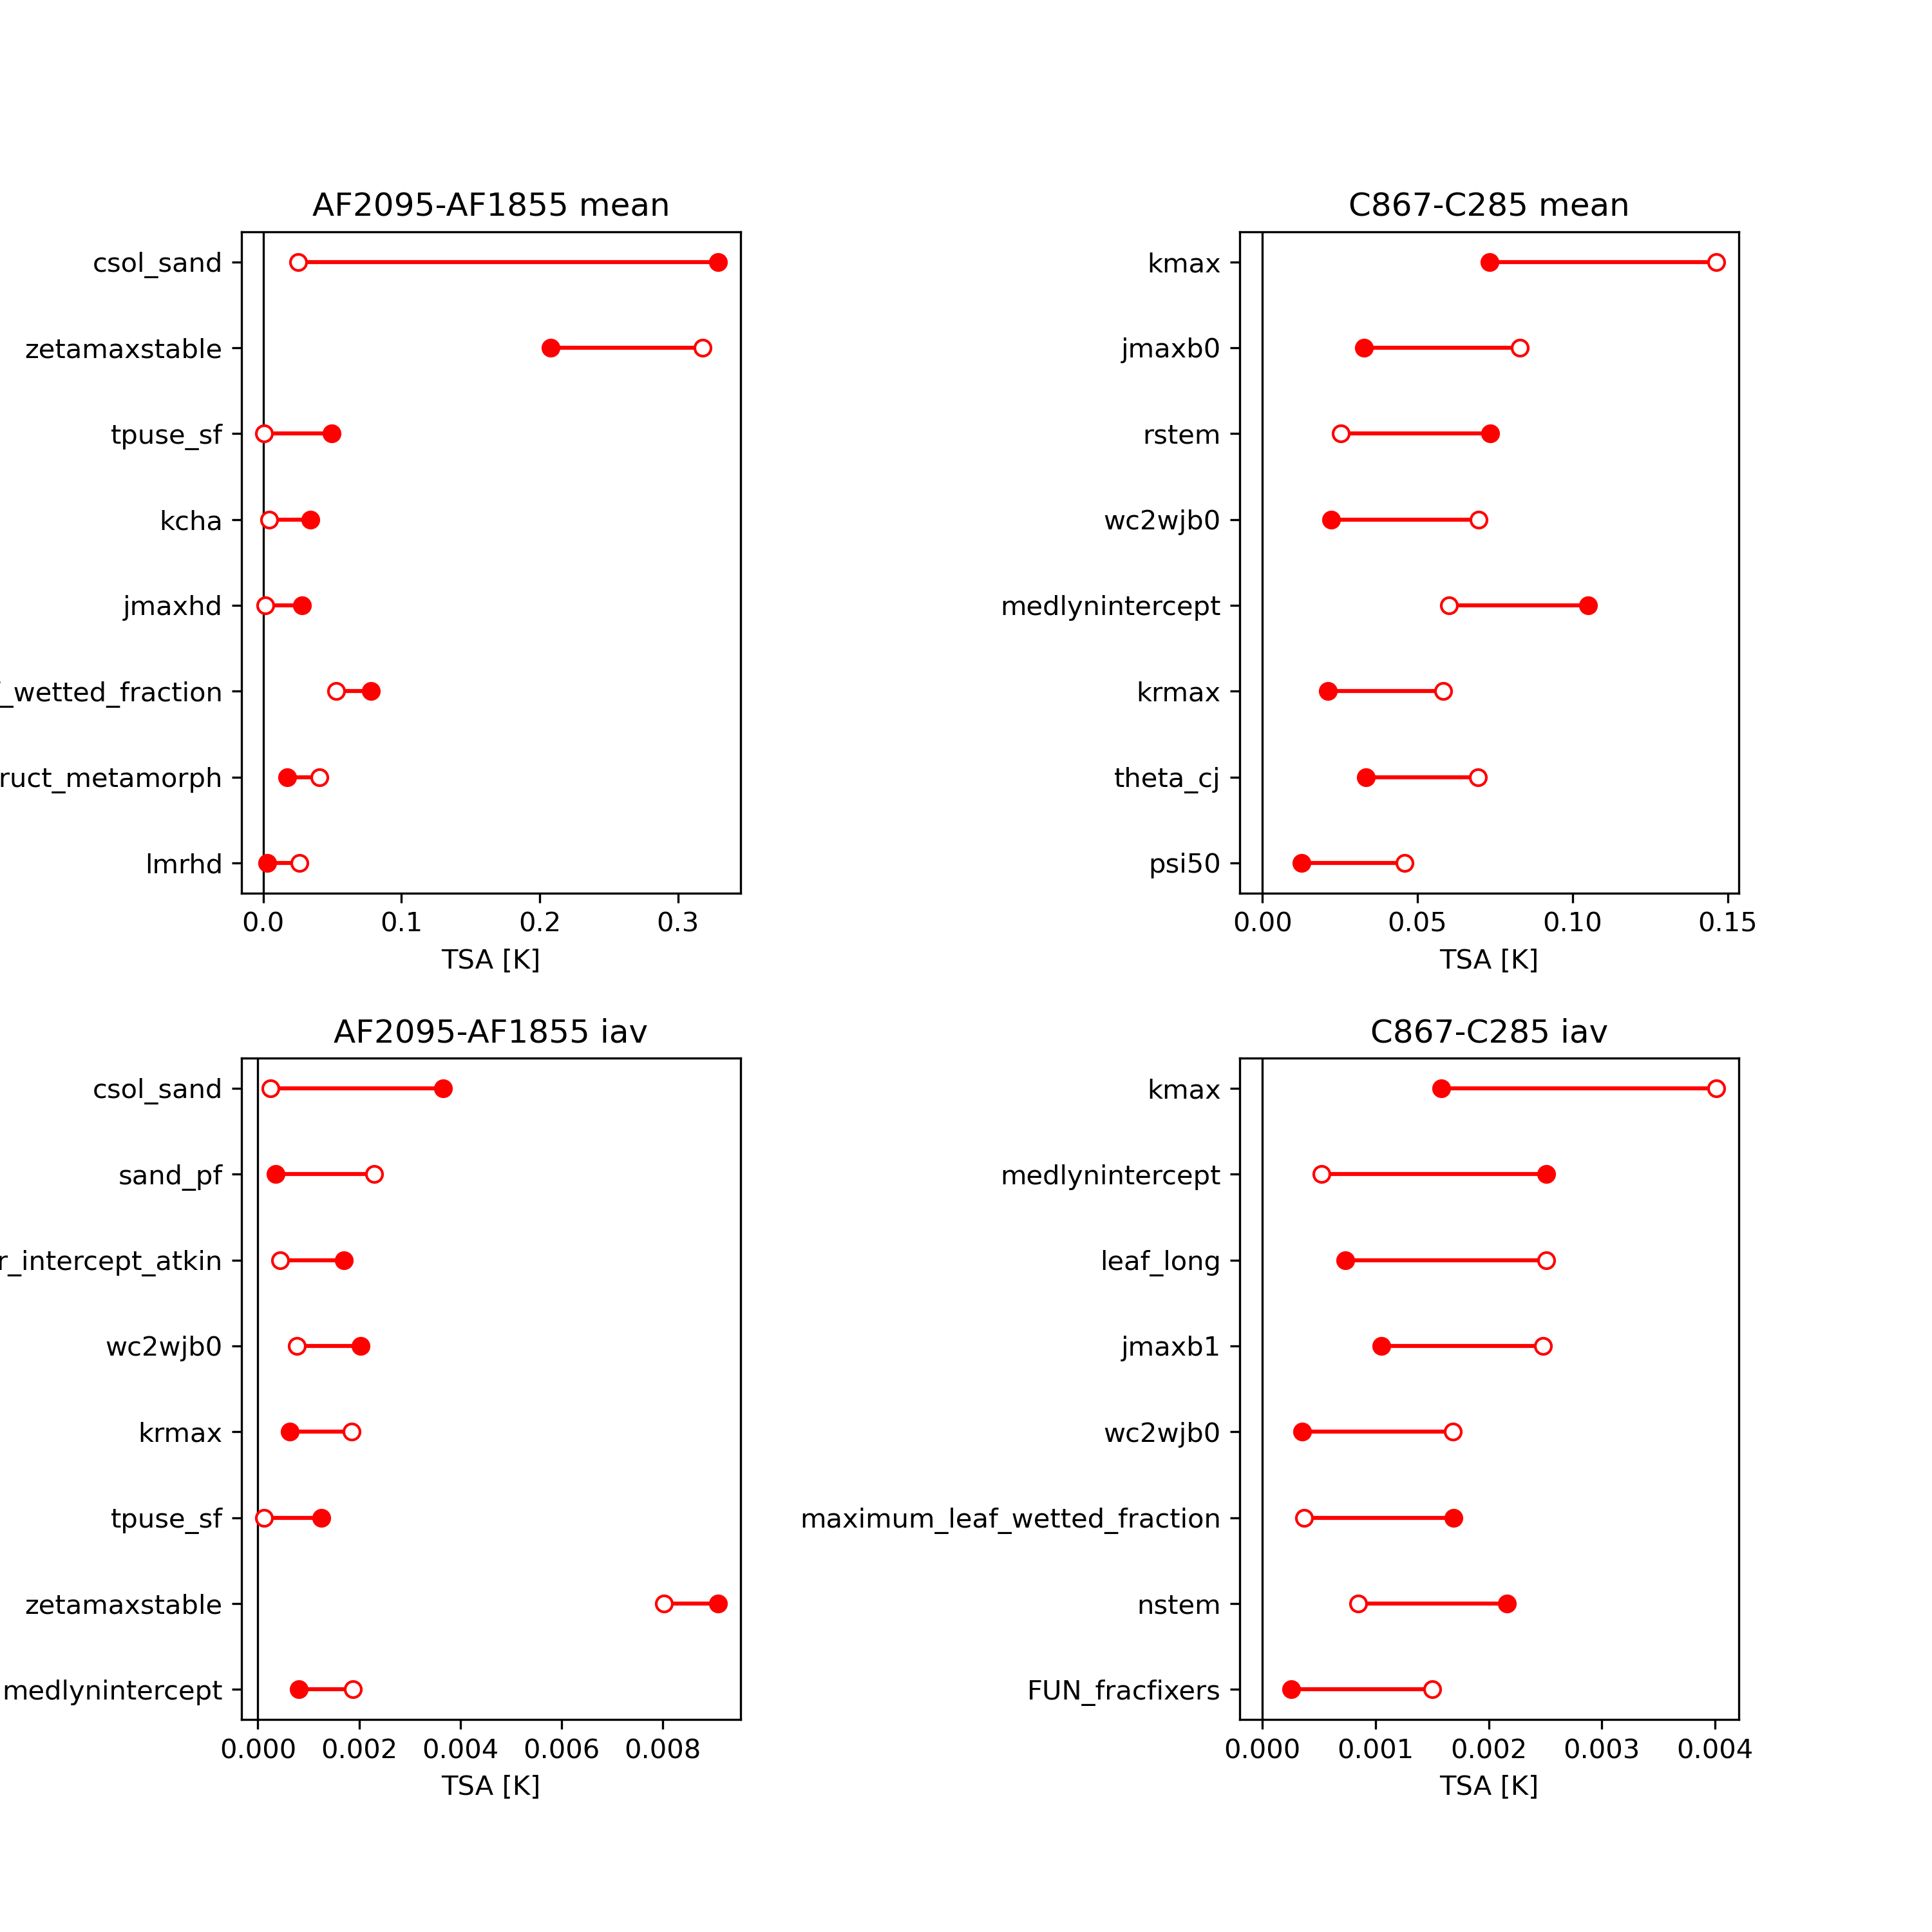 AF2095-AF1855 mean
csol_sand
zetamaxstable
tpuse_sf
kcha
jmaxhd
_wetted_fraction
ruct_metamorph
lmrhd
0.0 0.1 0.2 0.3
TSA [K]
C867-C285 mean
kmax
jmaxb0
rstem
wc2wjb0
medlynintercept
krmax
theta_cj
psi50
0.00 0.05 0.10 0.15
TSA [K]
AF2095-AF1855 iav
csol_sand
sand_pf
r_intercept_atkin
wc2wjb0
krmax
tpuse_sf
zetamaxstable
medlynintercept
0.000 0.002 0.004 0.006 0.008
TSA [K]
C867-C285 iav
kmax
medlynintercept
leaf_long
jmaxb1
wc2wjb0
maximum_leaf_wetted_fraction
nstem
FUN_fracfixers
0.000 0.001 0.002 0.003 0.004
TSA [K]